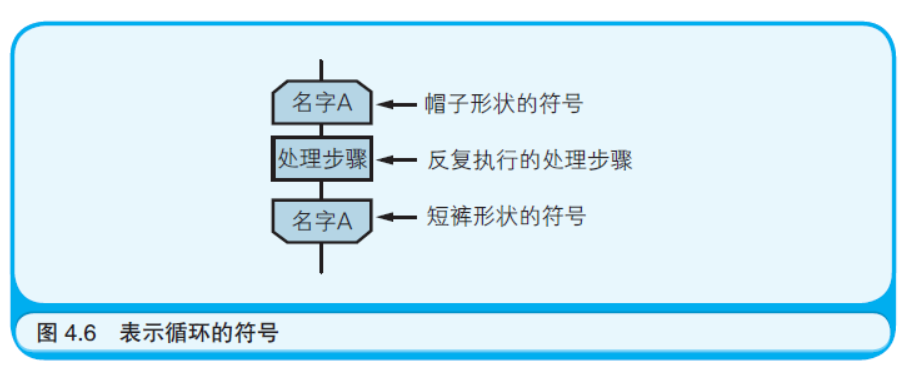 名字A
帽子形状的符号
处理步骤
反复执行的处理步骤
名字A
短裤形状的符号
图 4.6 表示循环的符号